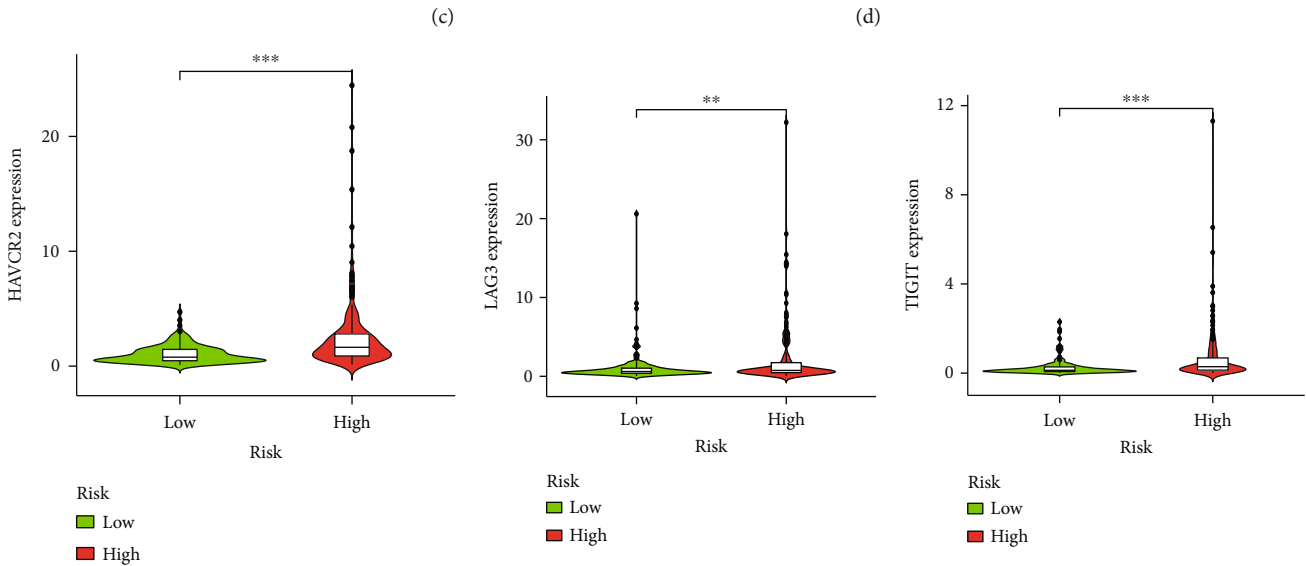 (c)
(d)
HAVCR2 expression
20
10
0
***
Low
High
Risk
Risk
Low
High
LAG3 expression
30
20
10
0
**
Low
High
Risk
Risk
Low
High
TIGIT expression
12
8
4
0
***
Low
High
Risk
Risk
Low
High